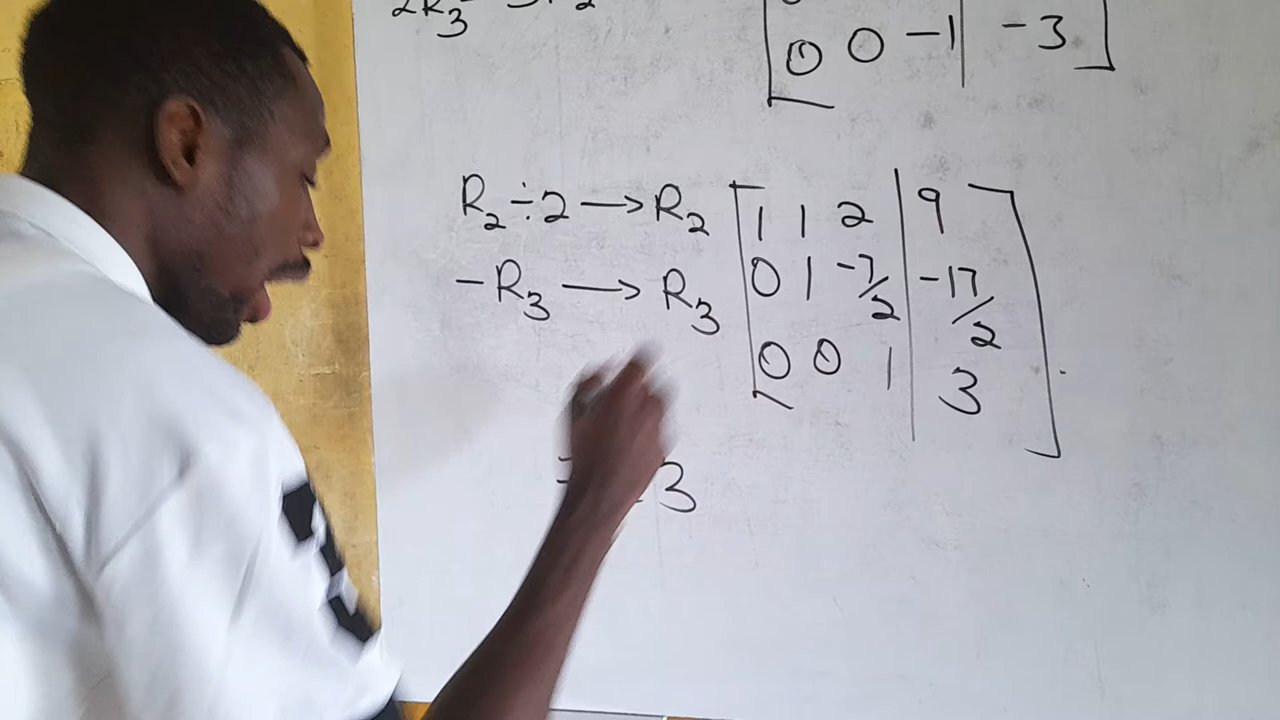 2R3
0 0 -1 | -3
R2 ÷ 2 → R2
-R3 → R3
1 1 2 | 9
0 1 -7/2 | -17/2
0 0 1 | 3
3